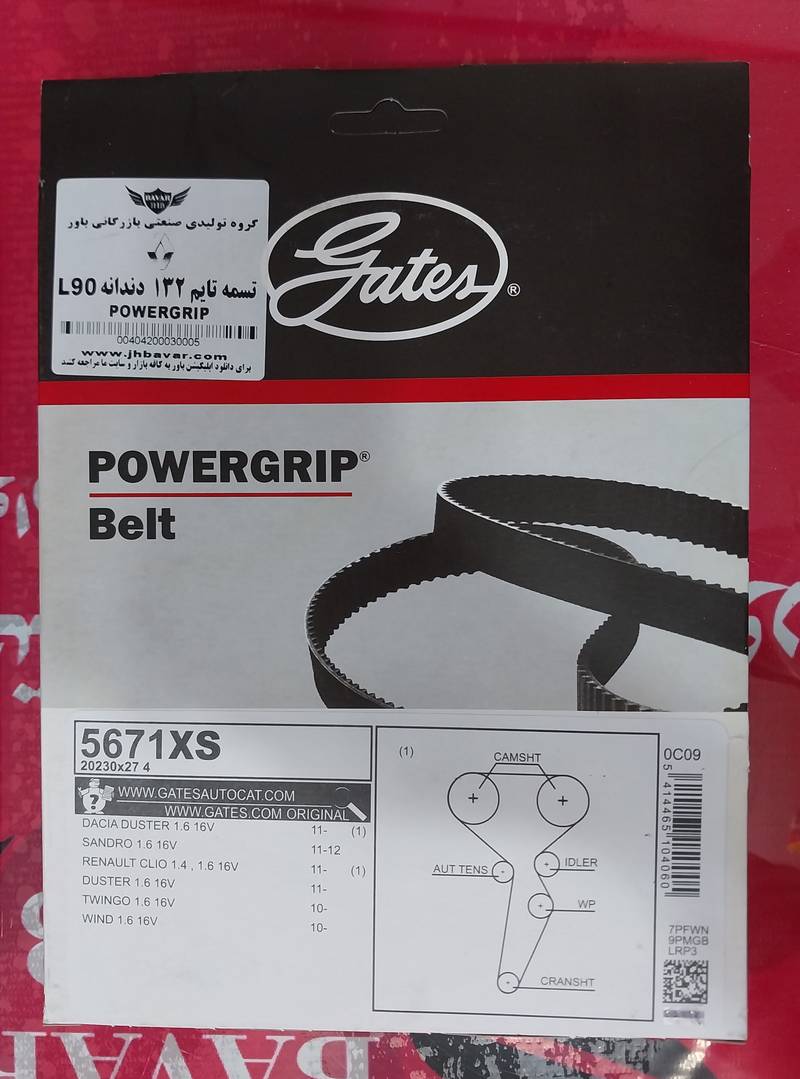 BAVAR
گروه تولیدی صنعتی بازرگانی باور
تسمه تایم ۱۳۲ دندانه L90
POWERGRIP
00404200030005
www.jhbavar.com
برای دانلود اپلیکیشن باور به کافه بازار و سایت ما مراجعه کنید
Gates®
POWERGRIP®
Belt
5671XS
20230x27 4
WWW.GATESAUTOCAT.COM
WWW.GATES.COM ORIGINAL
DACIA DUSTER 1.6 16V 11- (1)
SANDRO 1.6 16V 11-12
RENAULT CLIO 1.4 , 1.6 16V 11- (1)
DUSTER 1.6 16V 11-
TWINGO 1.6 16V 10-
WIND 1.6 16V 10-
(1)
CAMSHT
AUT TENS
IDLER
WP
CRANSHT
0C09
5 414465 104060
7PFWN
9PMGB
LRP3
BAVAR